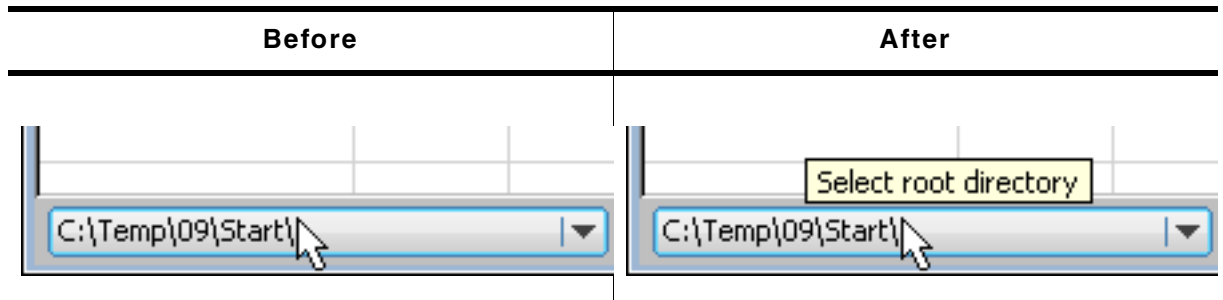 Before
After
Select root directory
C:\Temp\09\Start\
C:\Temp\09\Start\